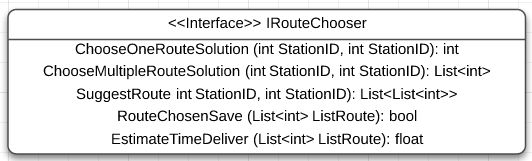 <<Interface>> IRouteChooser
ChooseOneRouteSolution (int StationID, int StationID): int
ChooseMultipleRouteSolution (int StationID, int StationID): List<int>
SuggestRoute int StationID, int StationID): List<List<int>>
RouteChosenSave (List<int> ListRoute): bool
EstimateTimeDeliver (List<int> ListRoute): float